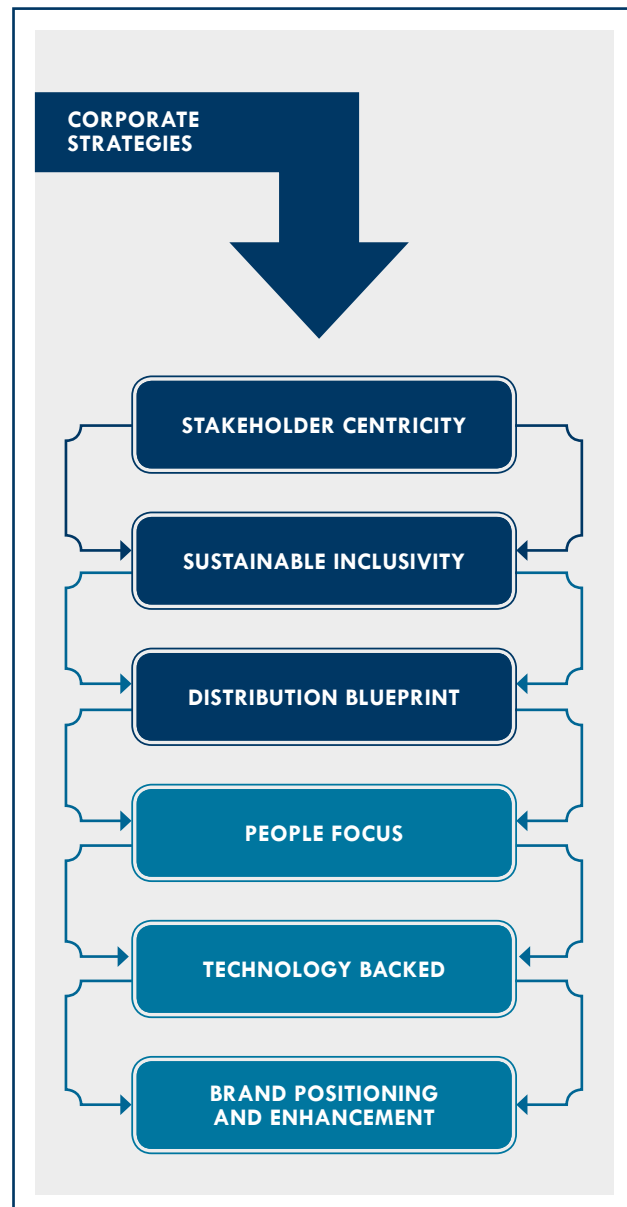 CORPORATE
STRATEGIES
STAKEHOLDER CENTRICITY
SUSTAINABLE INCLUSIVITY
DISTRIBUTION BLUEPRINT
PEOPLE FOCUS
TECHNOLOGY BACKED
BRAND POSITIONING
AND ENHANCEMENT